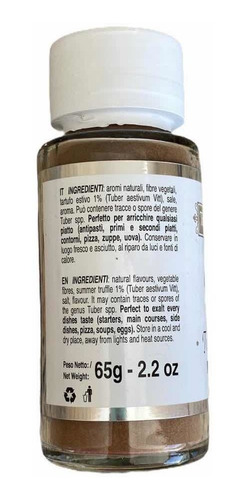 IT INGREDIENTI: aromi naturali, fibre vegetali,
tartufo estivo 1% (Tuber aestivum Vitt), sale,
aroma. Può contenere tracce o spore del genere
Tuber spp. Perfetto per arricchire qualsiasi
piatto (antipasti, primi e secondi piatti,
contorni, pizza, zuppe, uova). Conservare in
luogo fresco e asciutto, al riparo da luci e fonti di
calore.
EN INGREDIENTI: natural flavours, vegetable
fibres, summer truffle 1% (Tuber aestivum Vitt),
salt, flavour. It may contain traces or spores of
the genus Tuber spp. Perfect to exalt every
dishes taste (starters, main courses, side
dishes, pizza, soups, eggs). Store in a cool and
dry place, away from lights and heat sources.
Peso Netto: /
Net Weight: 65g - 2.2 oz